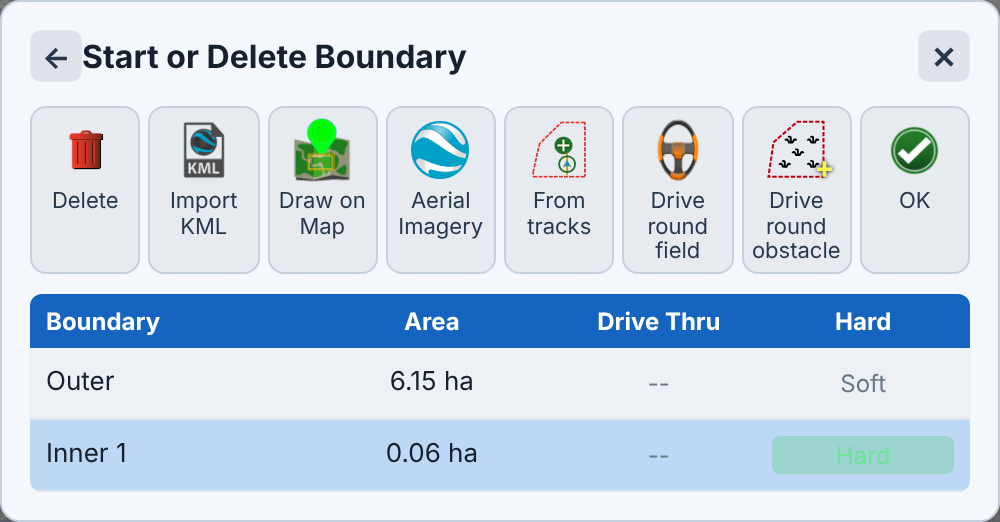 Start or Delete Boundary
Delete
Import
KML
KML
Draw on
Map
Aerial
Imagery
From
tracks
Drive
round
field
Drive
round
obstacle
OK
Boundary Area Drive Thru Hard
Outer 6.15 ha -- Soft
Inner 1 0.06 ha -- Hard